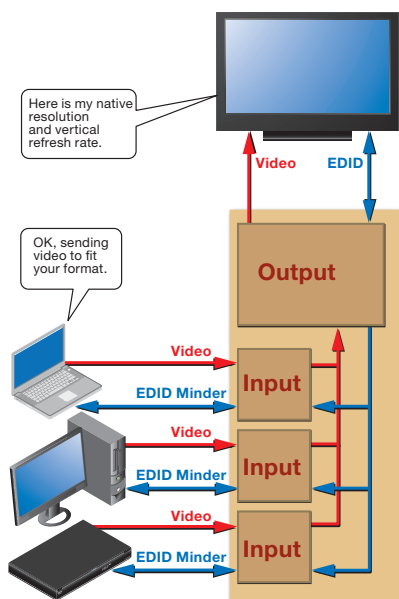 Here is my native
resolution
and vertical
refresh rate.
Video
EDID
OK, sending
video to fit
your format.
Output
Video
Input
EDID Minder
Video
Input
EDID Minder
Video
Input
EDID Minder